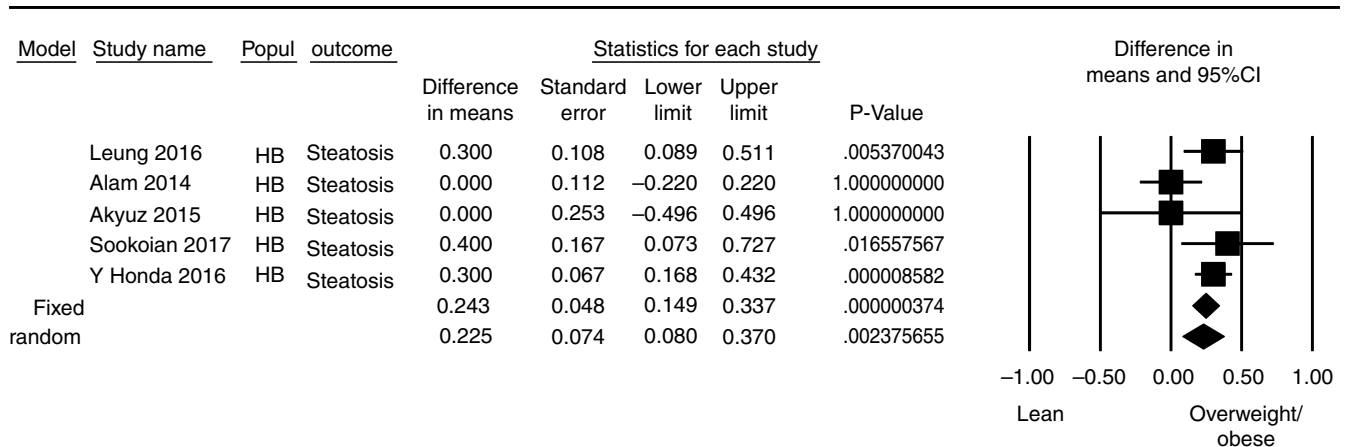 Model Study name Popul outcome Statistics for each study Difference in means and 95%CI
Difference in means Standard error Lower limit Upper limit P-Value
Leung 2016 HB Steatosis 0.300 0.108 0.089 0.511 .005370043
Alam 2014 HB Steatosis 0.000 0.112 –0.220 0.220 1.000000000
Akyuz 2015 HB Steatosis 0.000 0.253 –0.496 0.496 1.000000000
Sookoian 2017 HB Steatosis 0.400 0.167 0.073 0.727 .016557567
Y Honda 2016 HB Steatosis 0.300 0.067 0.168 0.432 .000008582
Fixed 0.243 0.048 0.149 0.337 .000000374
random 0.225 0.074 0.080 0.370 .002375655
–1.00 –0.50 0.00 0.50 1.00
Lean Overweight/
obese